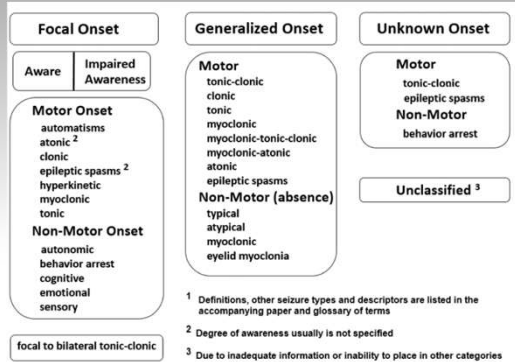 Focal Onset
Aware
Impaired
Awareness
Motor Onset
automatisms
atonic 2
clonic
epileptic spasms 2
hyperkinetic
myoclonic
tonic
Non-Motor Onset
autonomic
behavior arrest
cognitive
emotional
sensory
focal to bilateral tonic-clonic
Generalized Onset
Motor
tonic-clonic
clonic
tonic
myoclonic
myoclonic-tonic-clonic
myoclonic-atonic
atonic
epileptic spasms
Non-Motor (absence)
typical
atypical
myoclonic
eyelid myoclonia
Unknown Onset
Motor
tonic-clonic
epileptic spasms
Non-Motor
behavior arrest
Unclassified 3
1 Definitions, other seizure types and descriptors are listed in the
accompanying paper and glossary of terms
2 Degree of awareness usually is not specified
3 Due to inadequate information or inability to place in other categories